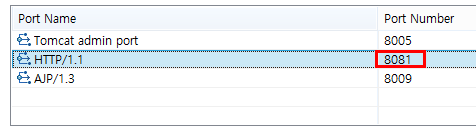 Port Name Port Number
Tomcat admin port 8005
HTTP/1.1 8081
AJP/1.3 8009